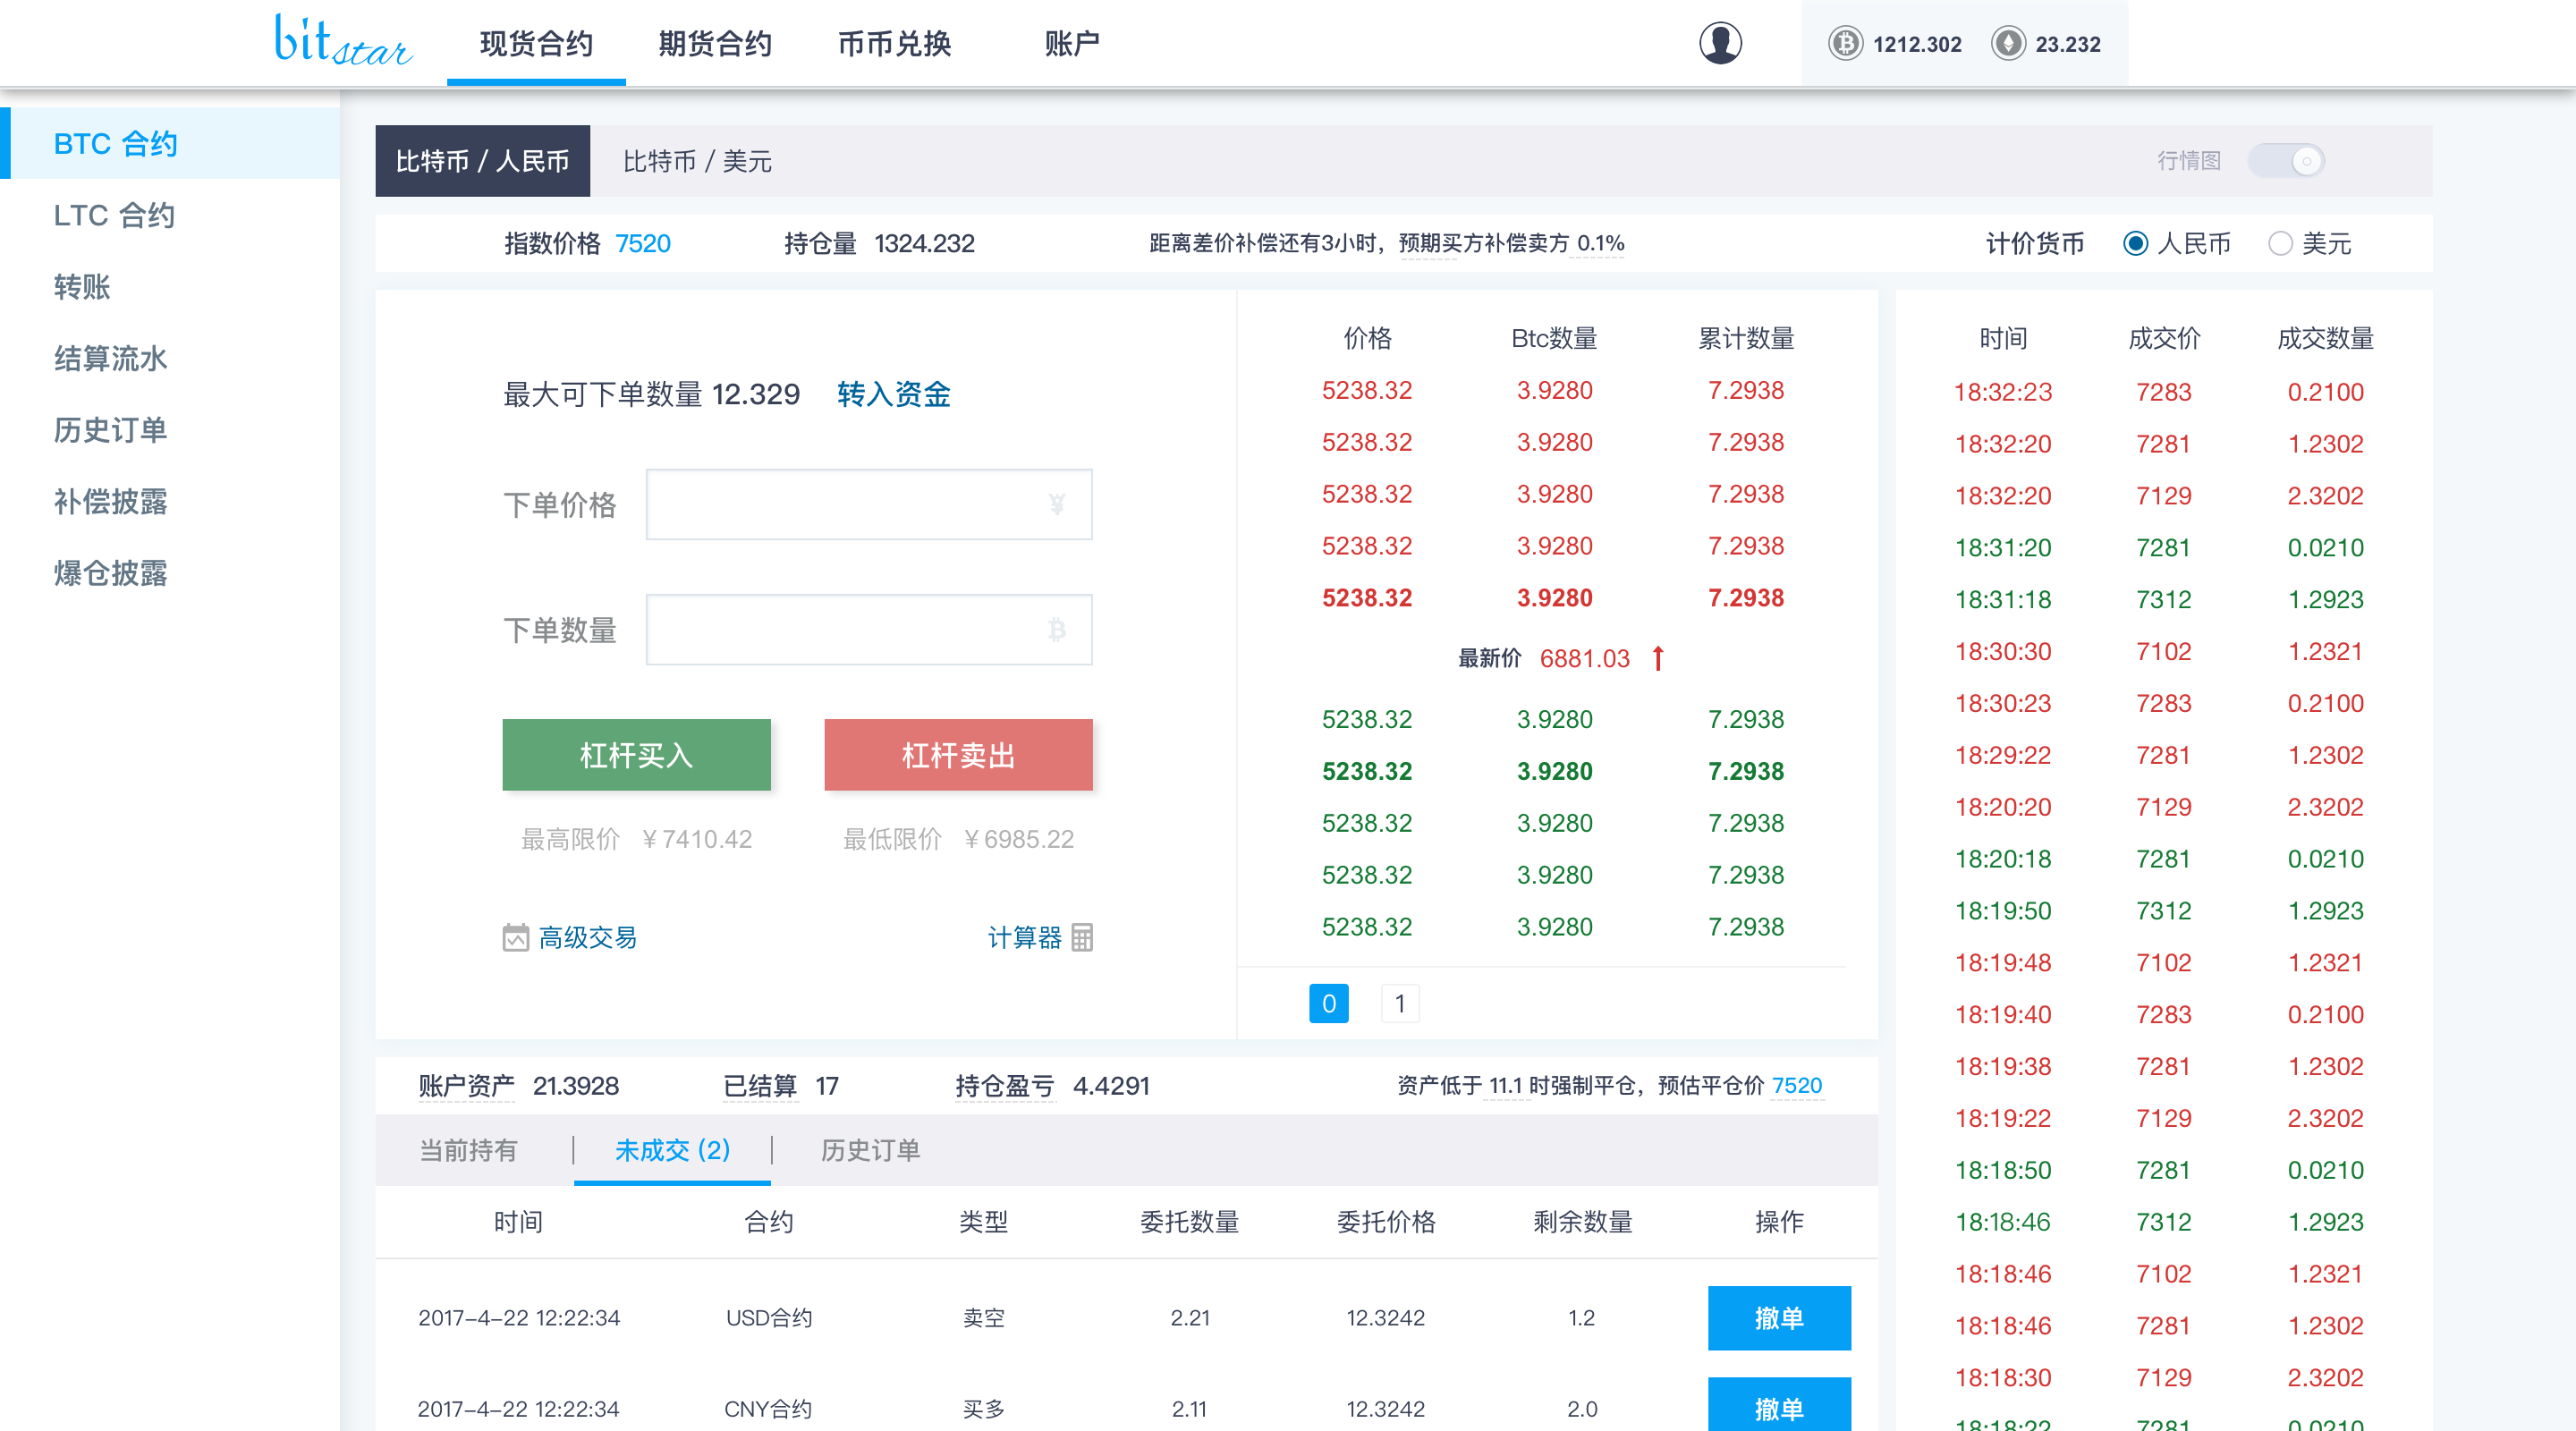 bitstar 现货合约 期货合约 币币兑换 账户 1212.302 23.232
BTC 合约
LTC 合约
转账
结算流水
历史订单
补偿披露
爆仓披露
比特币 / 人民币 比特币 / 美元 行情图
指数价格 7520 持仓量 1324.232 距离差价补偿还有3小时，预期买方补偿卖方 0.1% 计价货币 人民币 美元
最大可下单数量 12.329 转入资金
下单价格 ¥
下单数量
杠杆买入 杠杆卖出
最高限价 ¥7410.42 最低限价 ¥6985.22
高级交易 计算器
价格 Btc数量 累计数量
5238.32 3.9280 7.2938
5238.32 3.9280 7.2938
5238.32 3.9280 7.2938
5238.32 3.9280 7.2938
5238.32 3.9280 7.2938
最新价 6881.03
5238.32 3.9280 7.2938
5238.32 3.9280 7.2938
5238.32 3.9280 7.2938
5238.32 3.9280 7.2938
5238.32 3.9280 7.2938
0 1
时间 成交价 成交数量
18:32:23 7283 0.2100
18:32:20 7281 1.2302
18:32:20 7129 2.3202
18:31:20 7281 0.0210
18:31:18 7312 1.2923
18:30:30 7102 1.2321
18:30:23 7283 0.2100
18:29:22 7281 1.2302
18:20:20 7129 2.3202
18:20:18 7281 0.0210
18:19:50 7312 1.2923
18:19:48 7102 1.2321
18:19:40 7283 0.2100
18:19:38 7281 1.2302
18:19:22 7129 2.3202
18:18:50 7281 0.0210
18:18:46 7312 1.2923
18:18:46 7102 1.2321
18:18:46 7281 1.2302
18:18:30 7129 2.3202
18:18:22 7281 0.0210
账户资产 21.3928 已结算 17 持仓盈亏 4.4291 资产低于 11.1 时强制平仓，预估平仓价 7520
当前持有 未成交 (2) 历史订单
时间 合约 类型 委托数量 委托价格 剩余数量 操作
2017-4-22 12:22:34 USD合约 卖空 2.21 12.3242 1.2 撤单
2017-4-22 12:22:34 CNY合约 买多 2.11 12.3242 2.0 撤单